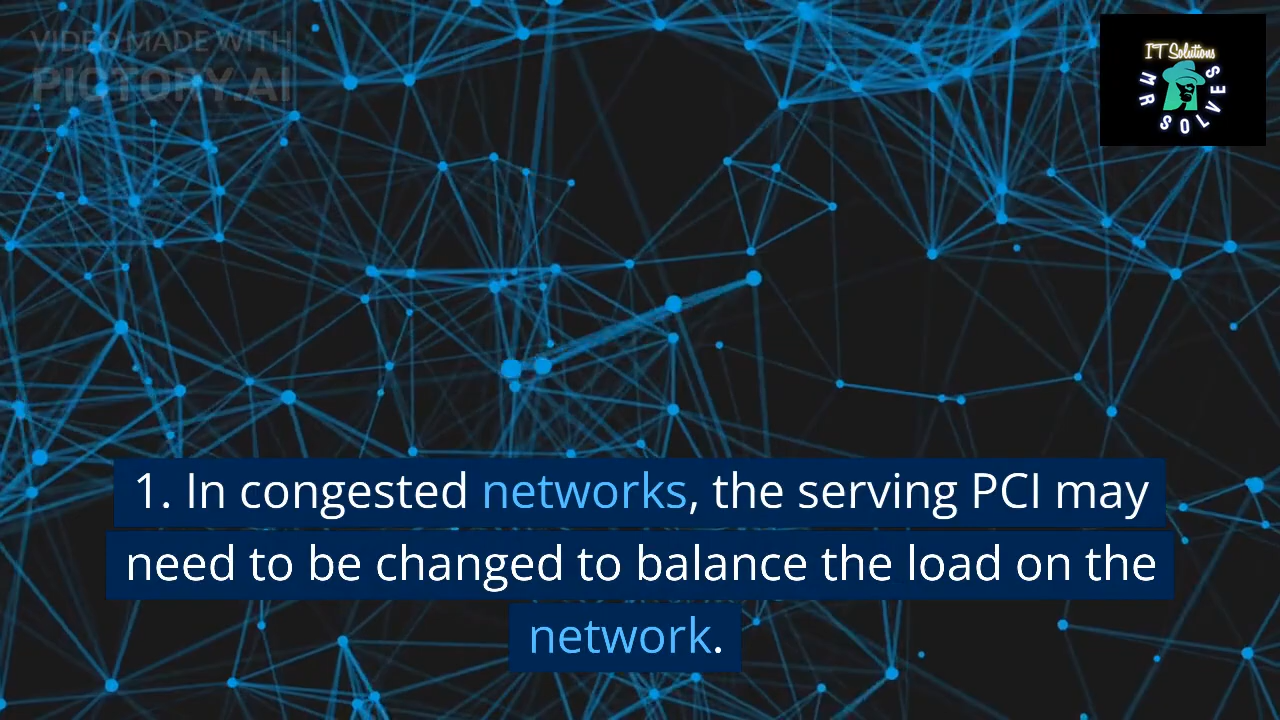 VIDEO MADE WITH
PICTORY.AI
IT Solutions
MR SOLVES
1. In congested networks, the serving PCI may
need to be changed to balance the load on the
network.